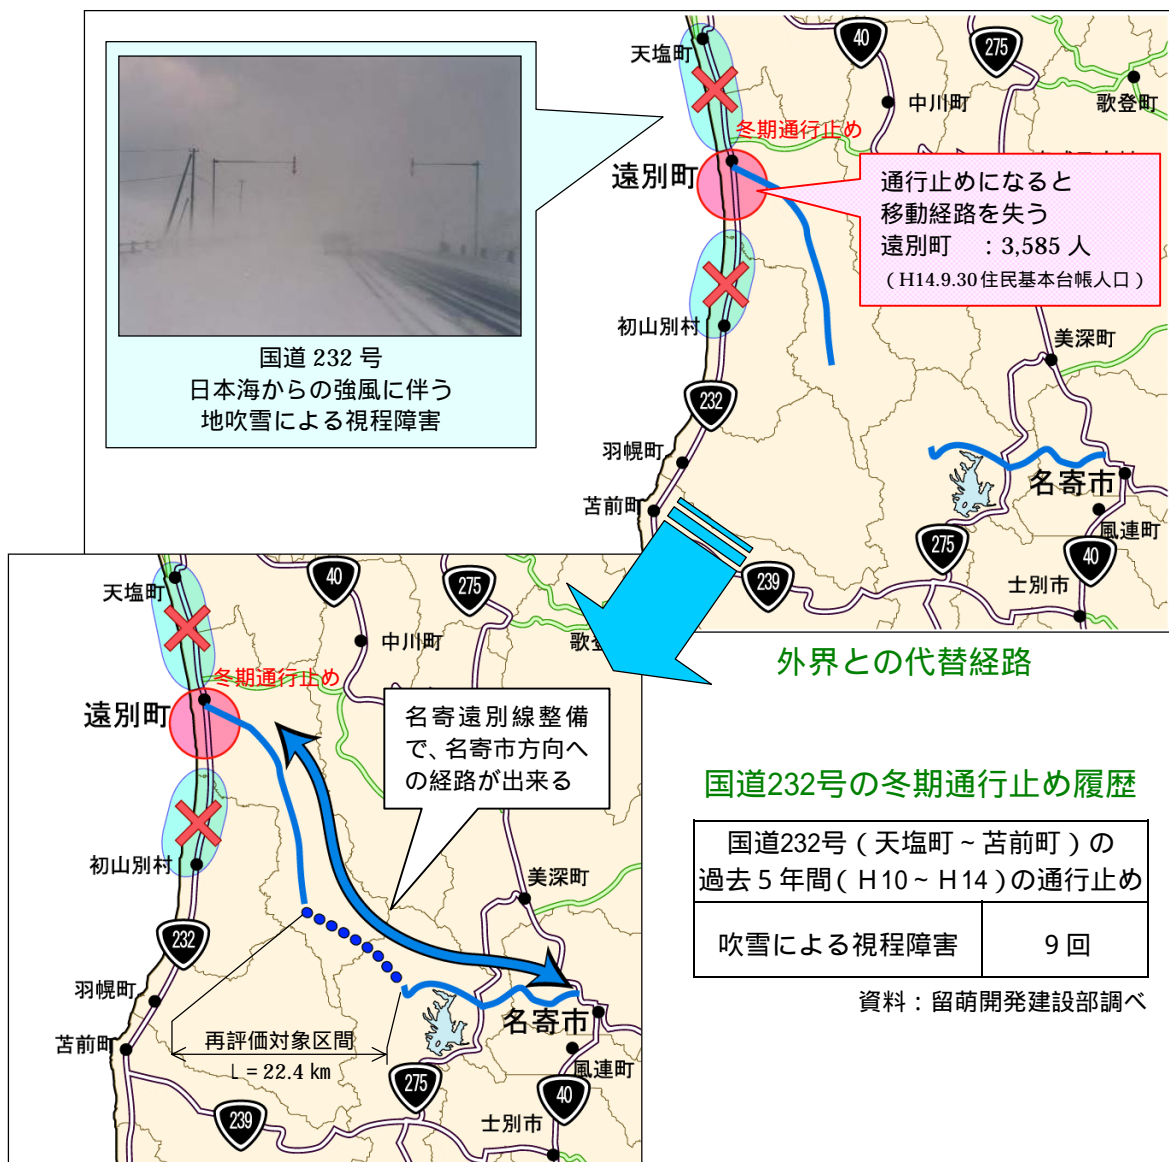 天塩町
40
275
中川町
歌登町
冬期通行止め
遠別町
通行止めになると
移動経路を失う
遠別町 ：3,585 人
（H14.9.30住民基本台帳人口）
初山別村
美深町
232
羽幌町
苫前町
名寄市
風連町
275
40
239
士別市
国道 232 号
日本海からの強風に伴う
地吹雪による視程障害
外界との代替経路
天塩町
40
275
中川町
歌
冬期通行止め
遠別町
名寄遠別線整備
で、名寄市方向へ
の経路が出来る
初山別村
美深町
232
羽幌町
苫前町
再評価対象区間
L = 22.4 km
名寄市
風連町
275
40
239
士別市
国道232号の冬期通行止め履歴
国道232号（天塩町～苫前町）の
過去５年間（H10～H14）の通行止め
吹雪による視程障害 9回
資料：留萌開発建設部調べ